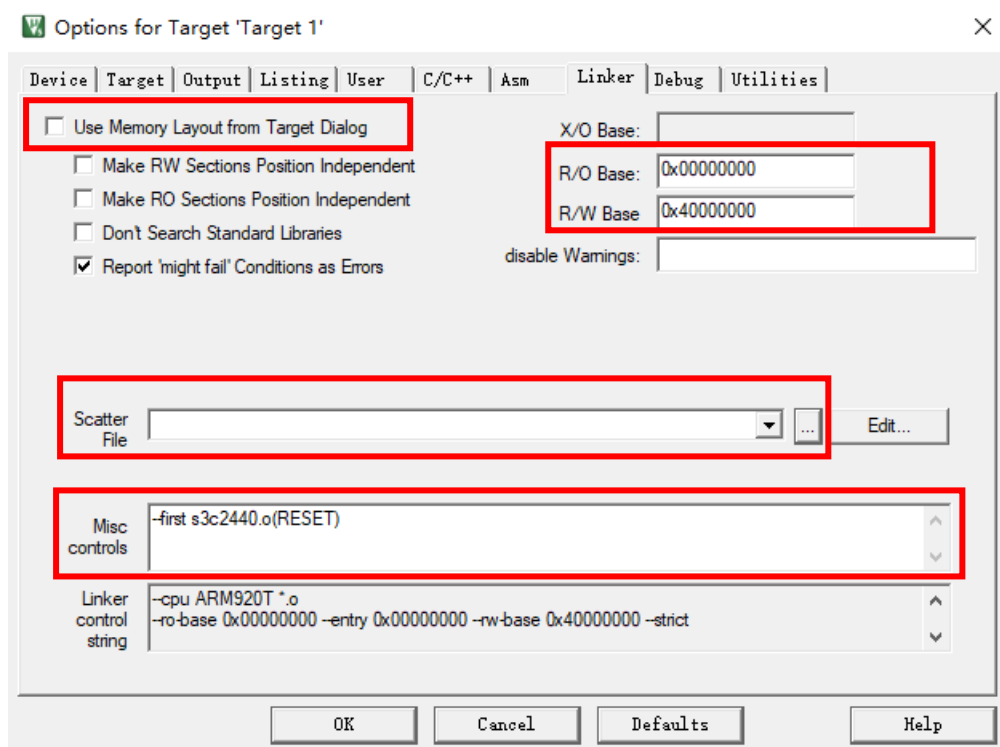 Options for Target 'Target 1'
Device Target Output Listing User C/C++ Asm Linker Debug Utilities
Use Memory Layout from Target Dialog
X/O Base:
Make RW Sections Position Independent
R/O Base: 0x00000000
Make RO Sections Position Independent
R/W Base 0x40000000
Don't Search Standard Libraries
disable Warnings:
Report 'might fail' Conditions as Errors
Scatter
File
... Edit...
Misc
controls
--first s3c2440.o(RESET)
Linker
control
string
--cpu ARM920T *.o
--ro-base 0x00000000 --entry 0x00000000 --rw-base 0x40000000 --strict
OK Cancel Defaults Help